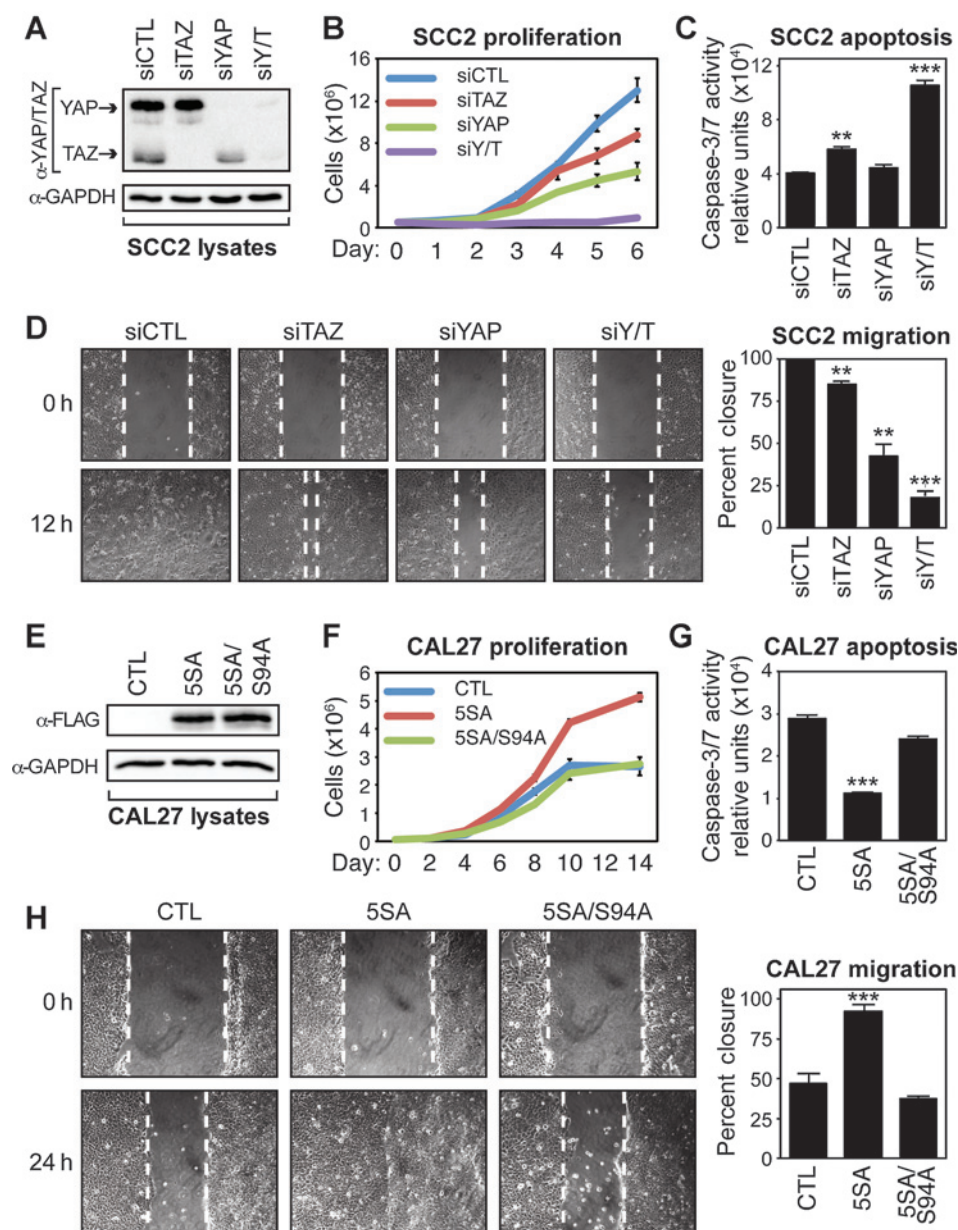 A
siCTL
siTAZ
siYAP
siY/T
α-YAP/TAZ
YAP
TAZ
α-GAPDH
SCC2 lysates
B
SCC2 proliferation
siCTL
siTAZ
siYAP
siY/T
Cells (x10⁶)
16
12
8
4
0
Day: 0 1 2 3 4 5 6
C
SCC2 apoptosis
Caspase-3/7 activity
relative units (x10⁴)
12
8
4
0
**
***
siCTL
siTAZ
siYAP
siY/T
D
siCTL siTAZ siYAP siY/T
0 h
12 h
SCC2 migration
Percent closure
100
75
50
25
0
**
**
***
siCTL
siTAZ
siYAP
siY/T
E
CTL
5SA
5SA/
S94A
α-FLAG
α-GAPDH
CAL27 lysates
F
CAL27 proliferation
CTL
5SA
5SA/S94A
Cells (x10⁶)
6
5
4
3
2
1
0
Day: 0 2 4 6 8 10 12 14
G
CAL27 apoptosis
Caspase-3/7 activity
relative units (x10⁴)
4
3
2
1
0
***
CTL
5SA
5SA/
S94A
H
CTL 5SA 5SA/S94A
0 h
24 h
CAL27 migration
Percent closure
100
75
50
25
0
***
CTL
5SA
5SA/
S94A